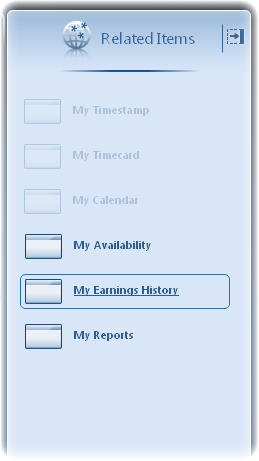 Related Items
My Timestamp
My Timecard
My Calendar
My Availability
My Earnings History
My Reports